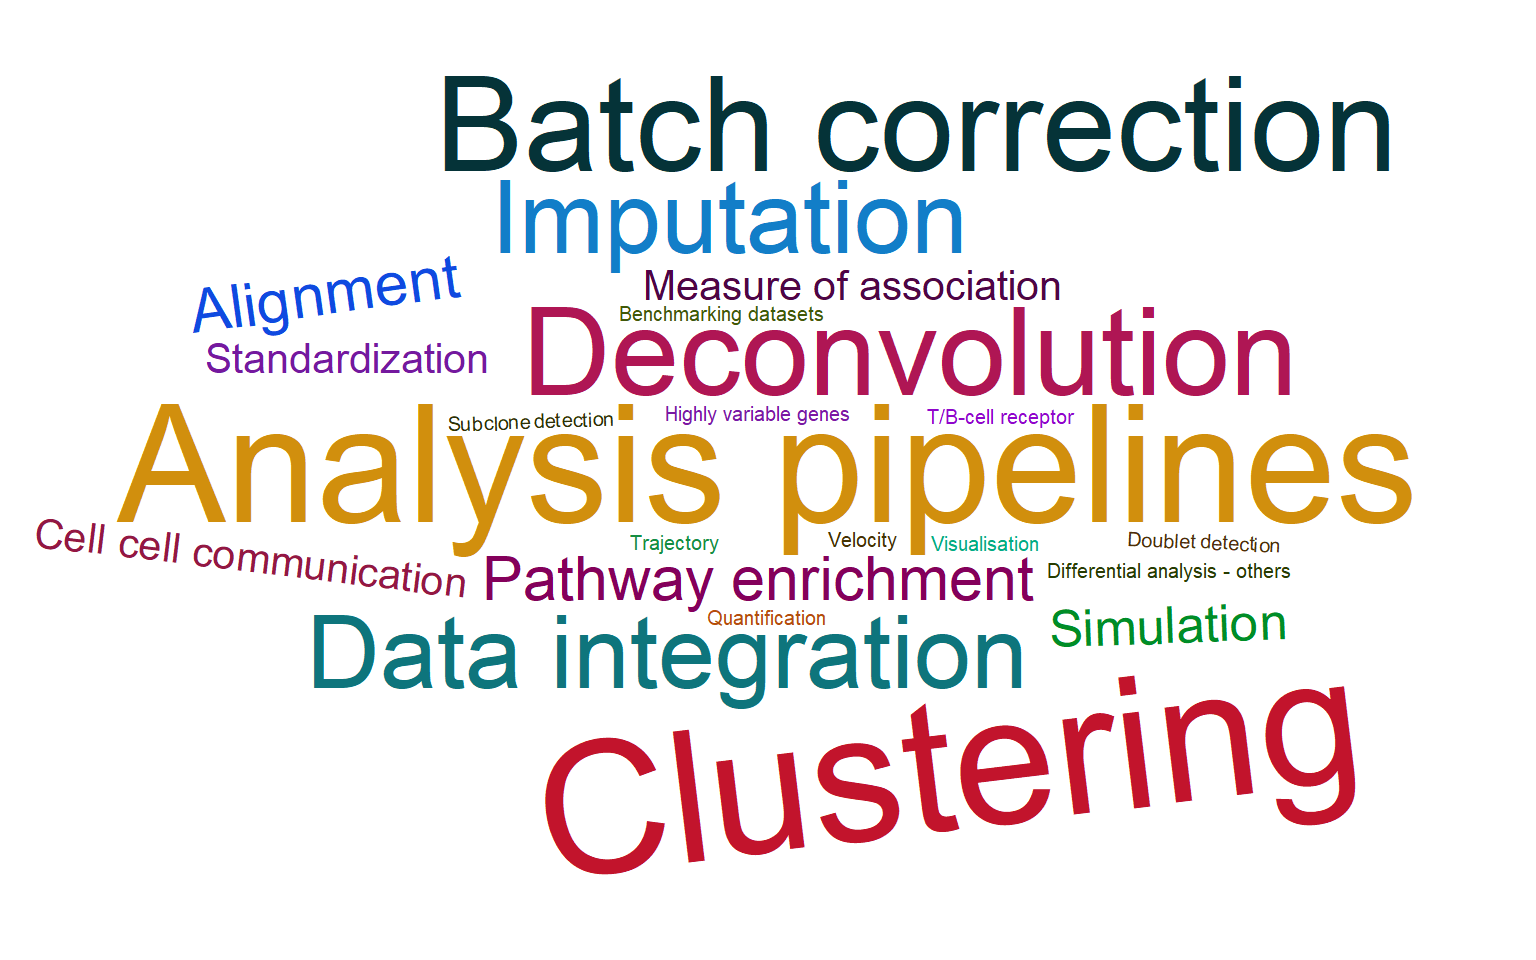 Batch correction
Imputation
Alignment
Measure of association
Benchmarking datasets
Standardization
Deconvolution
Subclone detection
Highly variable genes
T/B-cell receptor
Analysis pipelines
Cell cell communication
Trajectory
Velocity
Visualisation
Doublet detection
Pathway enrichment
Differential analysis - others
Quantification
Simulation
Data integration
Clustering